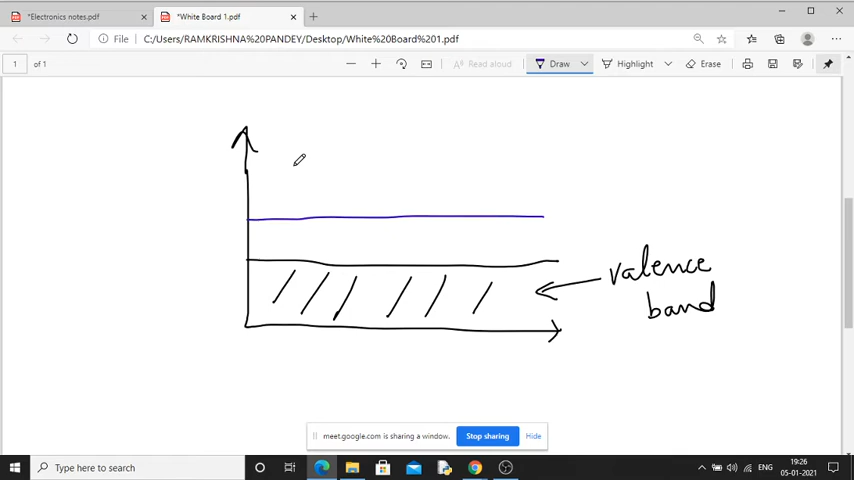 *Electronics notes.pdf
*White Board 1.pdf
File
C:/Users/RAMKRISHNA%20PANDEY/Desktop/White%20Board%201.pdf
1 of 1
Read aloud
Draw
Highlight
Erase
valence
band
meet.google.com is sharing a window.
Stop sharing
Hide
Type here to search
ENG
19:26
05-01-2021